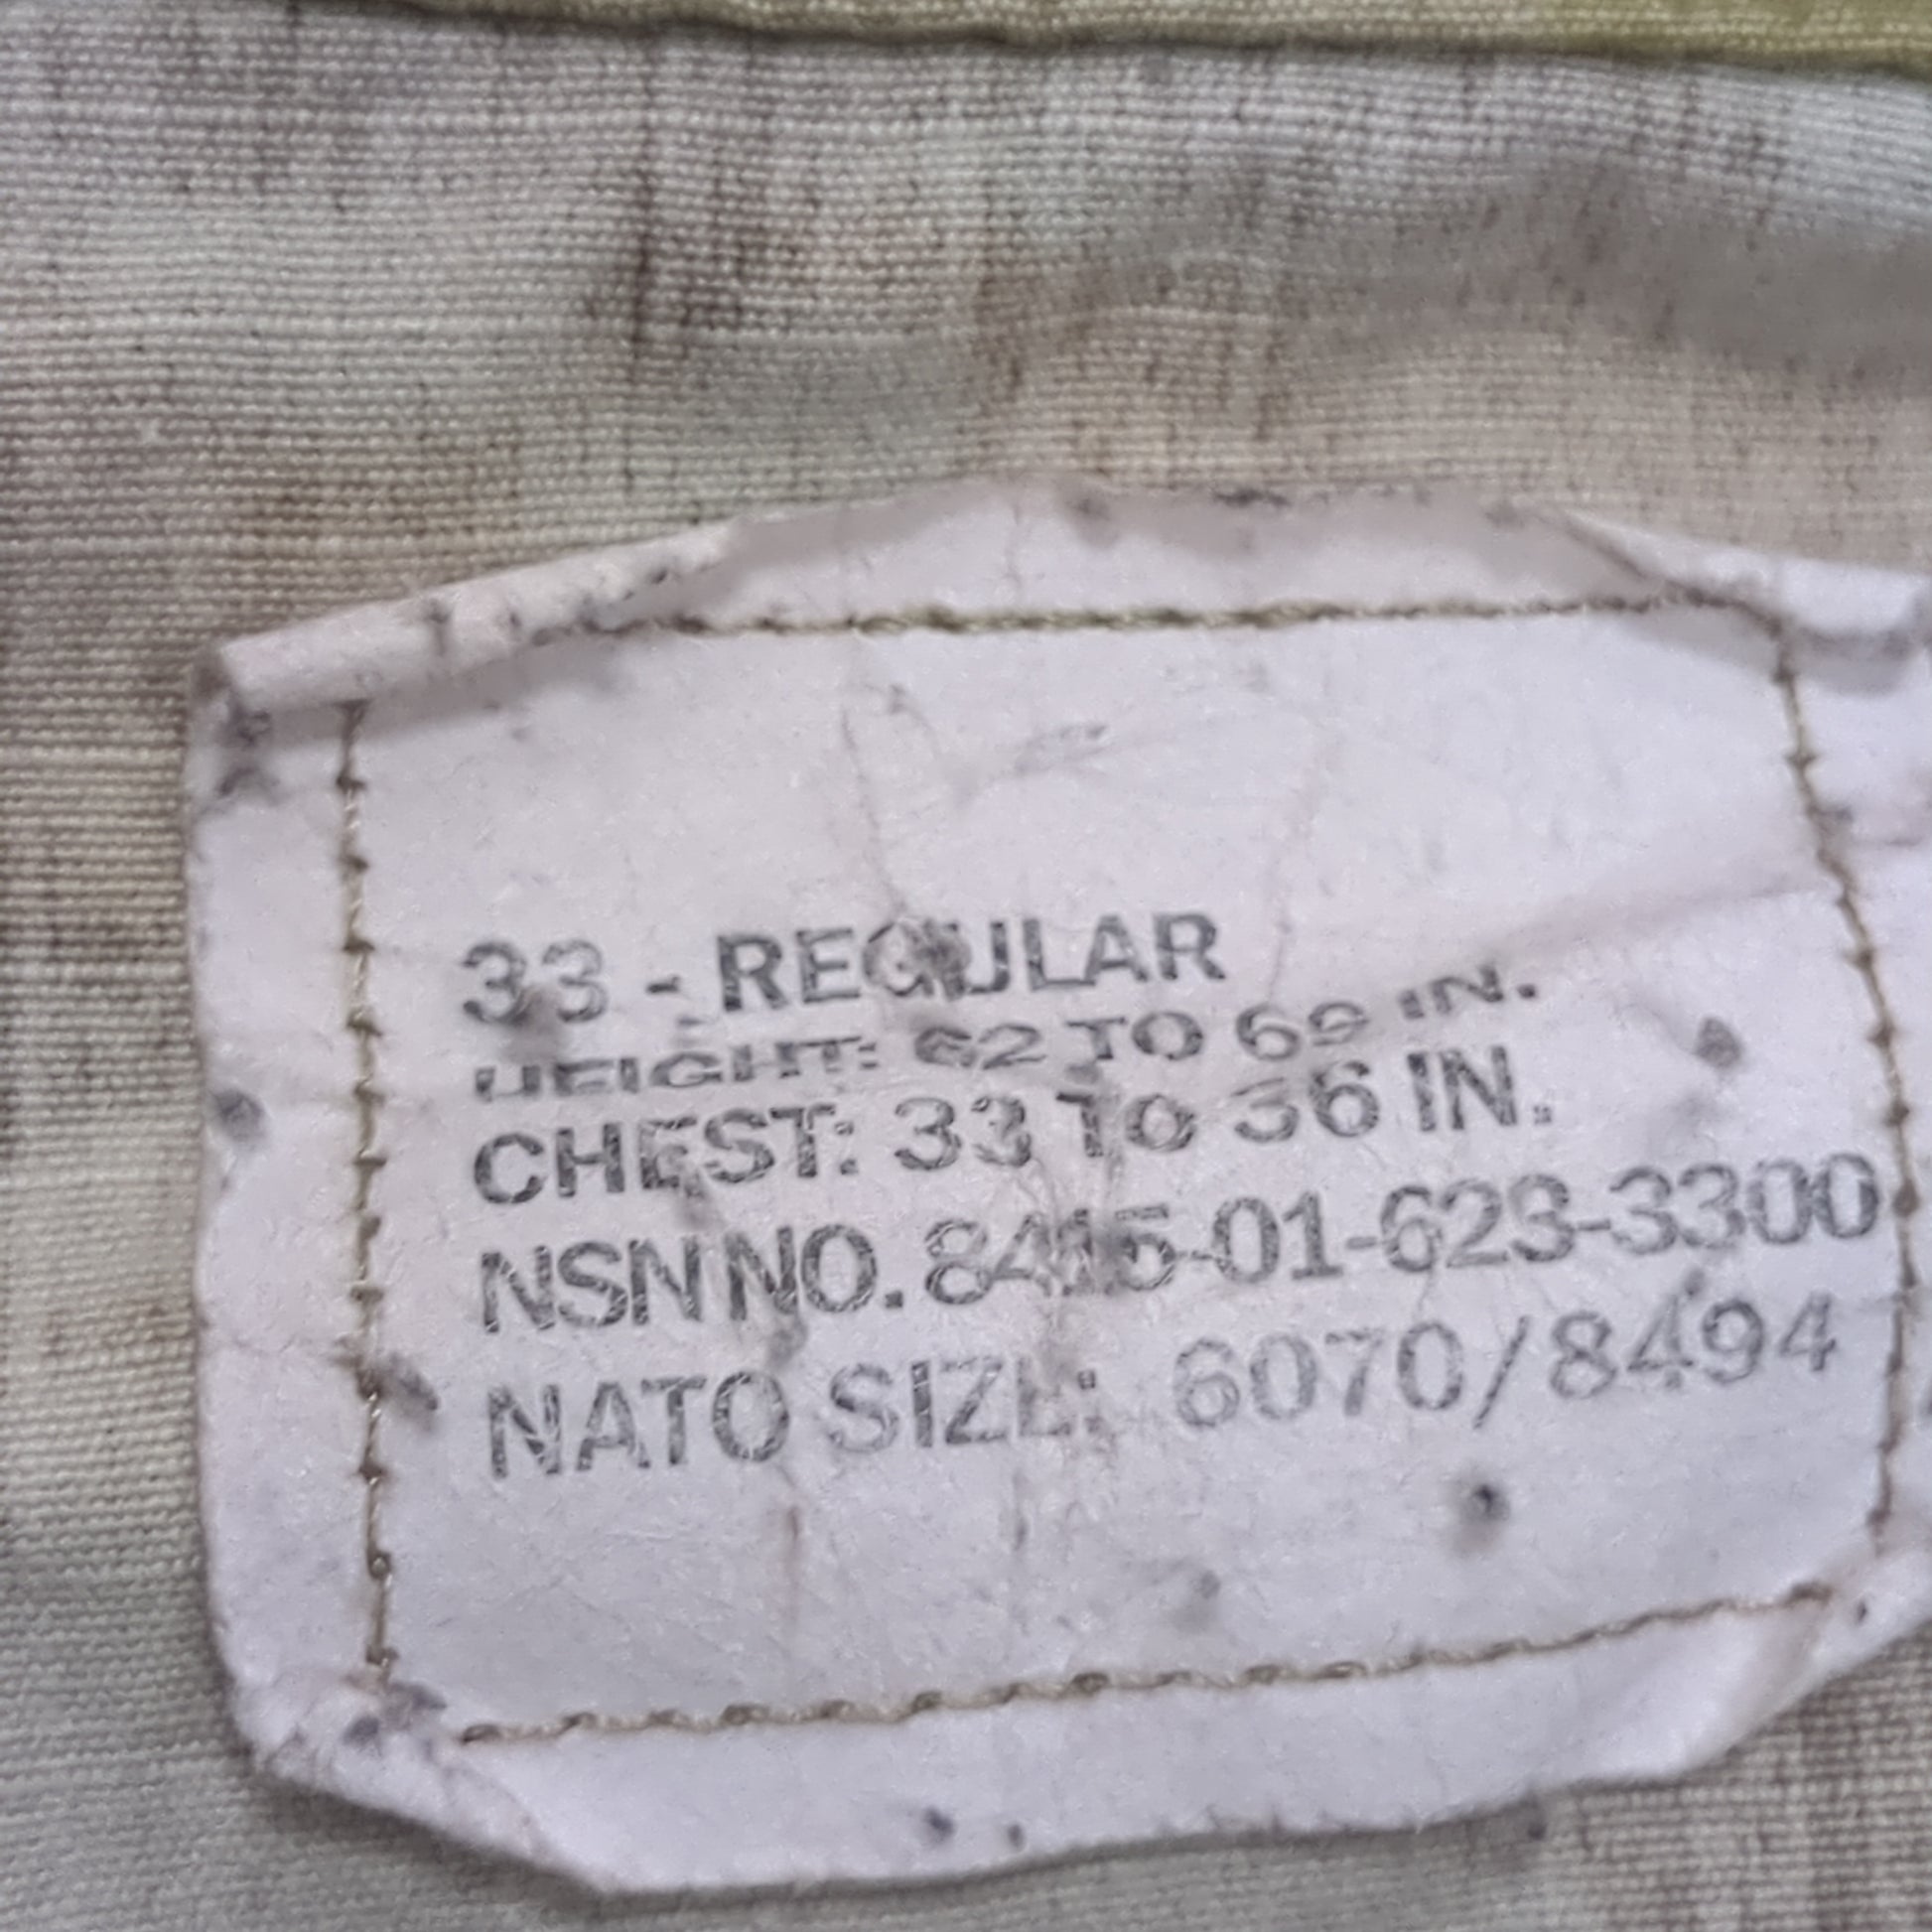 33 - REGULAR
HEIGHT: 62 TO 69 IN.
CHEST: 33 TO 36 IN.
NSN NO. 8415-01-623-3300
NATO SIZE: 6070/8494